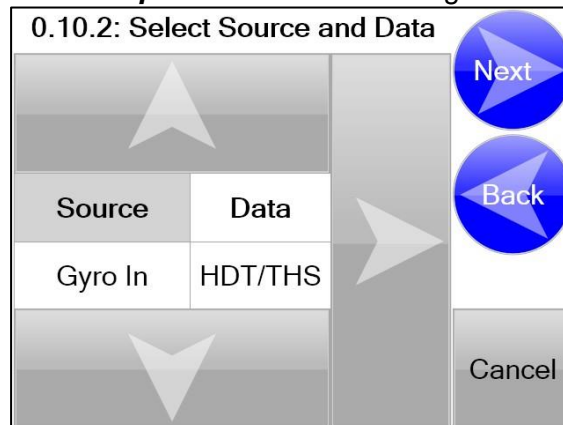 0.10.2: Select Source and Data
Next
Back
Source Data
Gyro In HDT/THS
Cancel